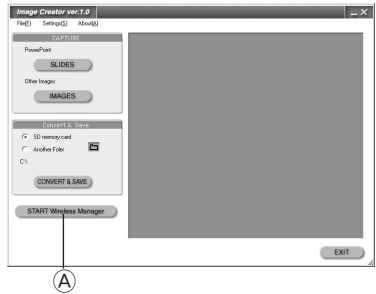 Image Creator ver.1.0
File(F) Settings(S) About(A)
CAPTURE
PowerPoint
SLIDES
Other Images
IMAGES
Convert & Save
SD memory card
Another Foler
C:\
CONVERT & SAVE
START Wireless Manager
EXIT
A